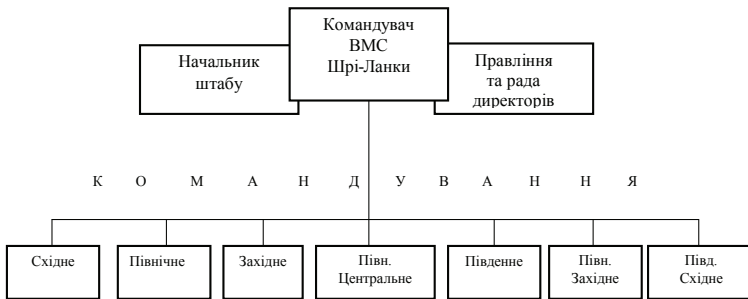 Командувач
ВМС
Шрі-Ланки
Начальник
штабу
Правління
та рада
директорів
К О М А Н Д У В А Н Н Я
Східне
Північне
Західне
Півн.
Центральне
Південне
Півн.
Західне
Півд.
Східне